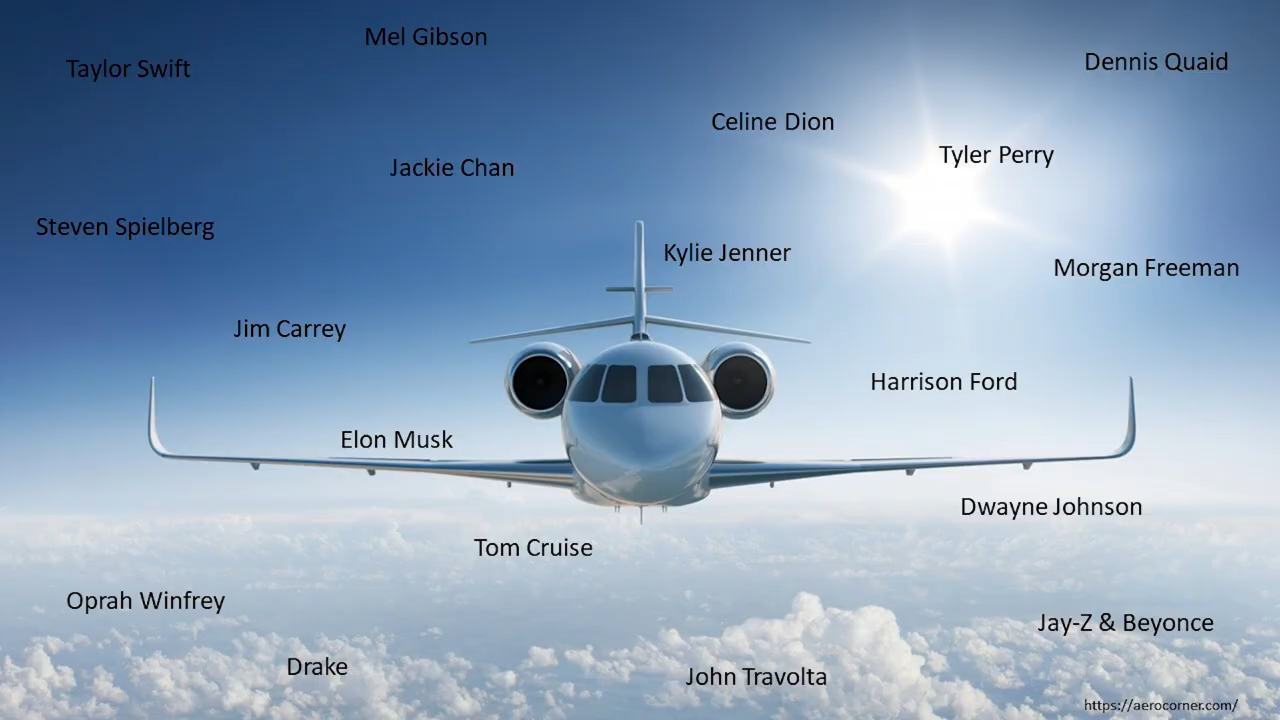 Mel Gibson
Taylor Swift
Dennis Quaid
Celine Dion
Tyler Perry
Jackie Chan
Steven Spielberg
Kylie Jenner
Morgan Freeman
Jim Carrey
Harrison Ford
Elon Musk
Dwayne Johnson
Tom Cruise
Oprah Winfrey
Jay-Z & Beyonce
Drake
John Travolta
https://aerocorner.com/